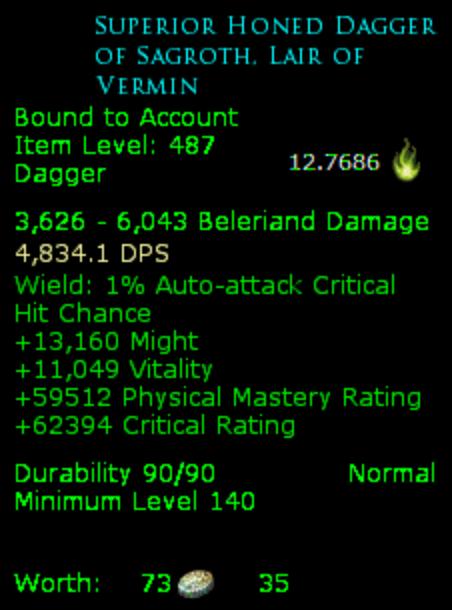 Superior Honed Dagger
of Sagroth, Lair of
Vermin
Bound to Account
Item Level: 487
Dagger
12.7686
3,626 - 6,043 Beleriand Damage
4,834.1 DPS
Wield: 1% Auto-attack Critical
Hit Chance
+13,160 Might
+11,049 Vitality
+59512 Physical Mastery Rating
+62394 Critical Rating
Durability 90/90 Normal
Minimum Level 140
Worth: 73 35